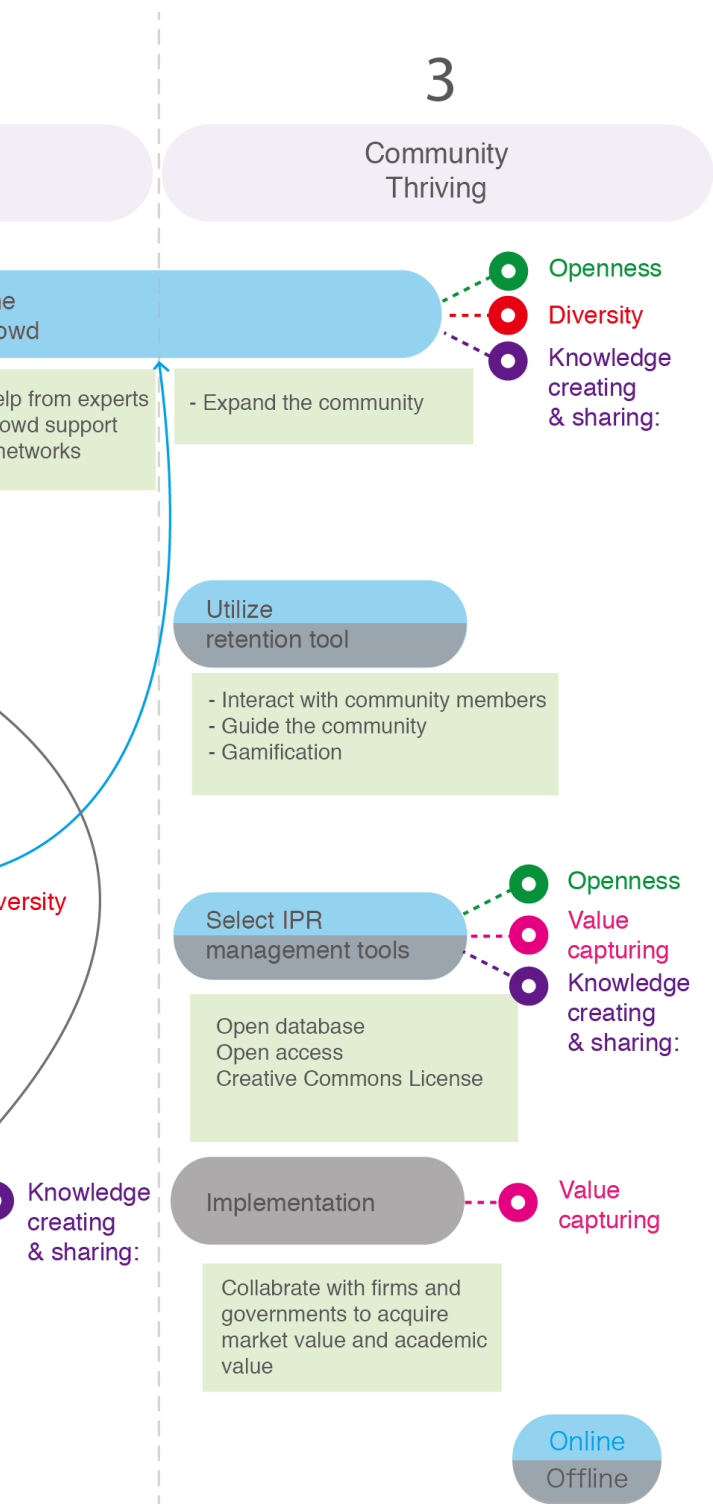 3
Community
Thriving
Openness
Diversity
Knowledge
creating
& sharing:
- Expand the community
from experts
support
Utilize
retention tool
- Interact with community members
- Guide the community
- Gamification
Openness
Value
capturing
Knowledge
creating
& sharing:
Select IPR
management tools
Open database
Open access
Creative Commons License
Knowledge
creating
& sharing:
Implementation
Value
capturing
Collabrate with firms and
governments to acquire
market value and academic
value
Online
Offline